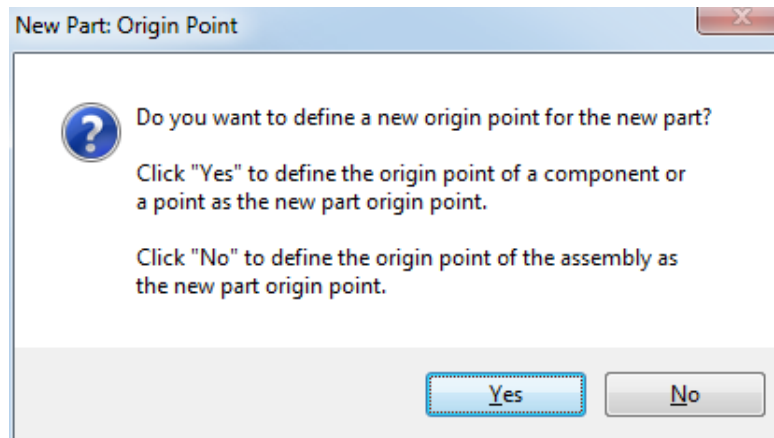 New Part: Origin Point
Do you want to define a new origin point for the new part?
Click "Yes" to define the origin point of a component or
a point as the new part origin point.
Click "No" to define the origin point of the assembly as
the new part origin point.
Yes
No